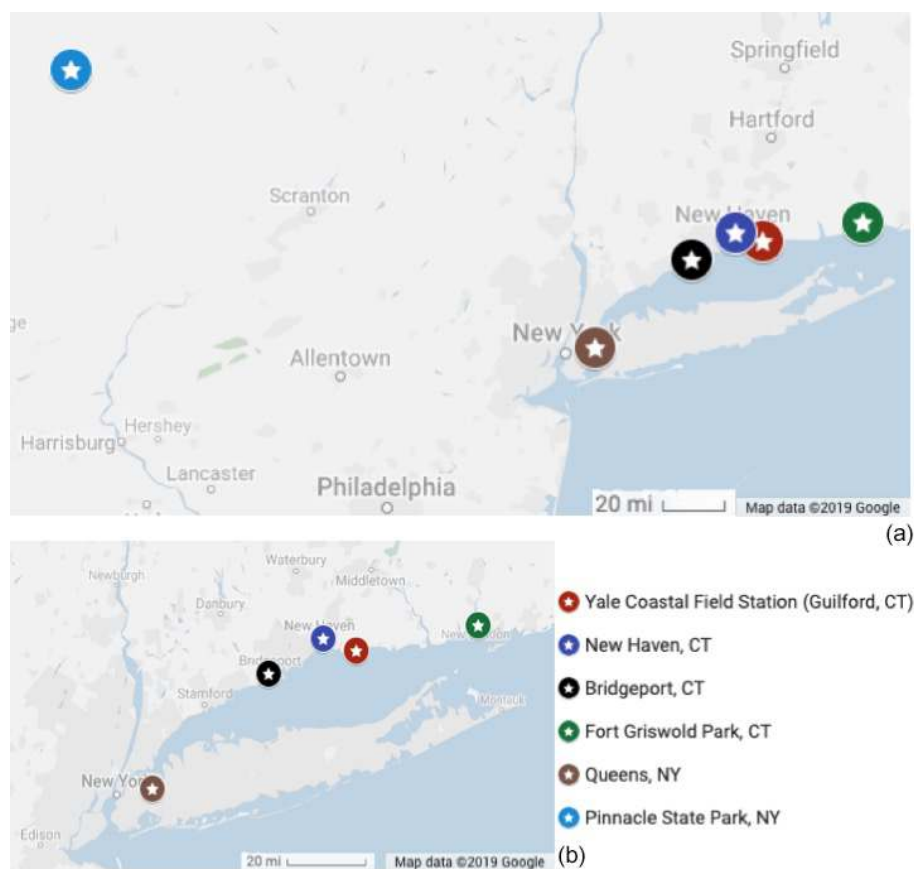 Springfield
Hartford
Scranton
New Haven
New York
Allentown
Hershey
Harrisburg
Lancaster
Philadelphia
20 mi
Map data ©2019 Google
(a)
Waterbury
Newburgh
Middletown
Danbury
New Haven
Bridgeport
Stamford
Montauk
New York
Edison
20 mi
Map data ©2019 Google
(b)
Yale Coastal Field Station (Guilford, CT)
New Haven, CT
Bridgeport, CT
Fort Griswold Park, CT
Queens, NY
Pinnacle State Park, NY